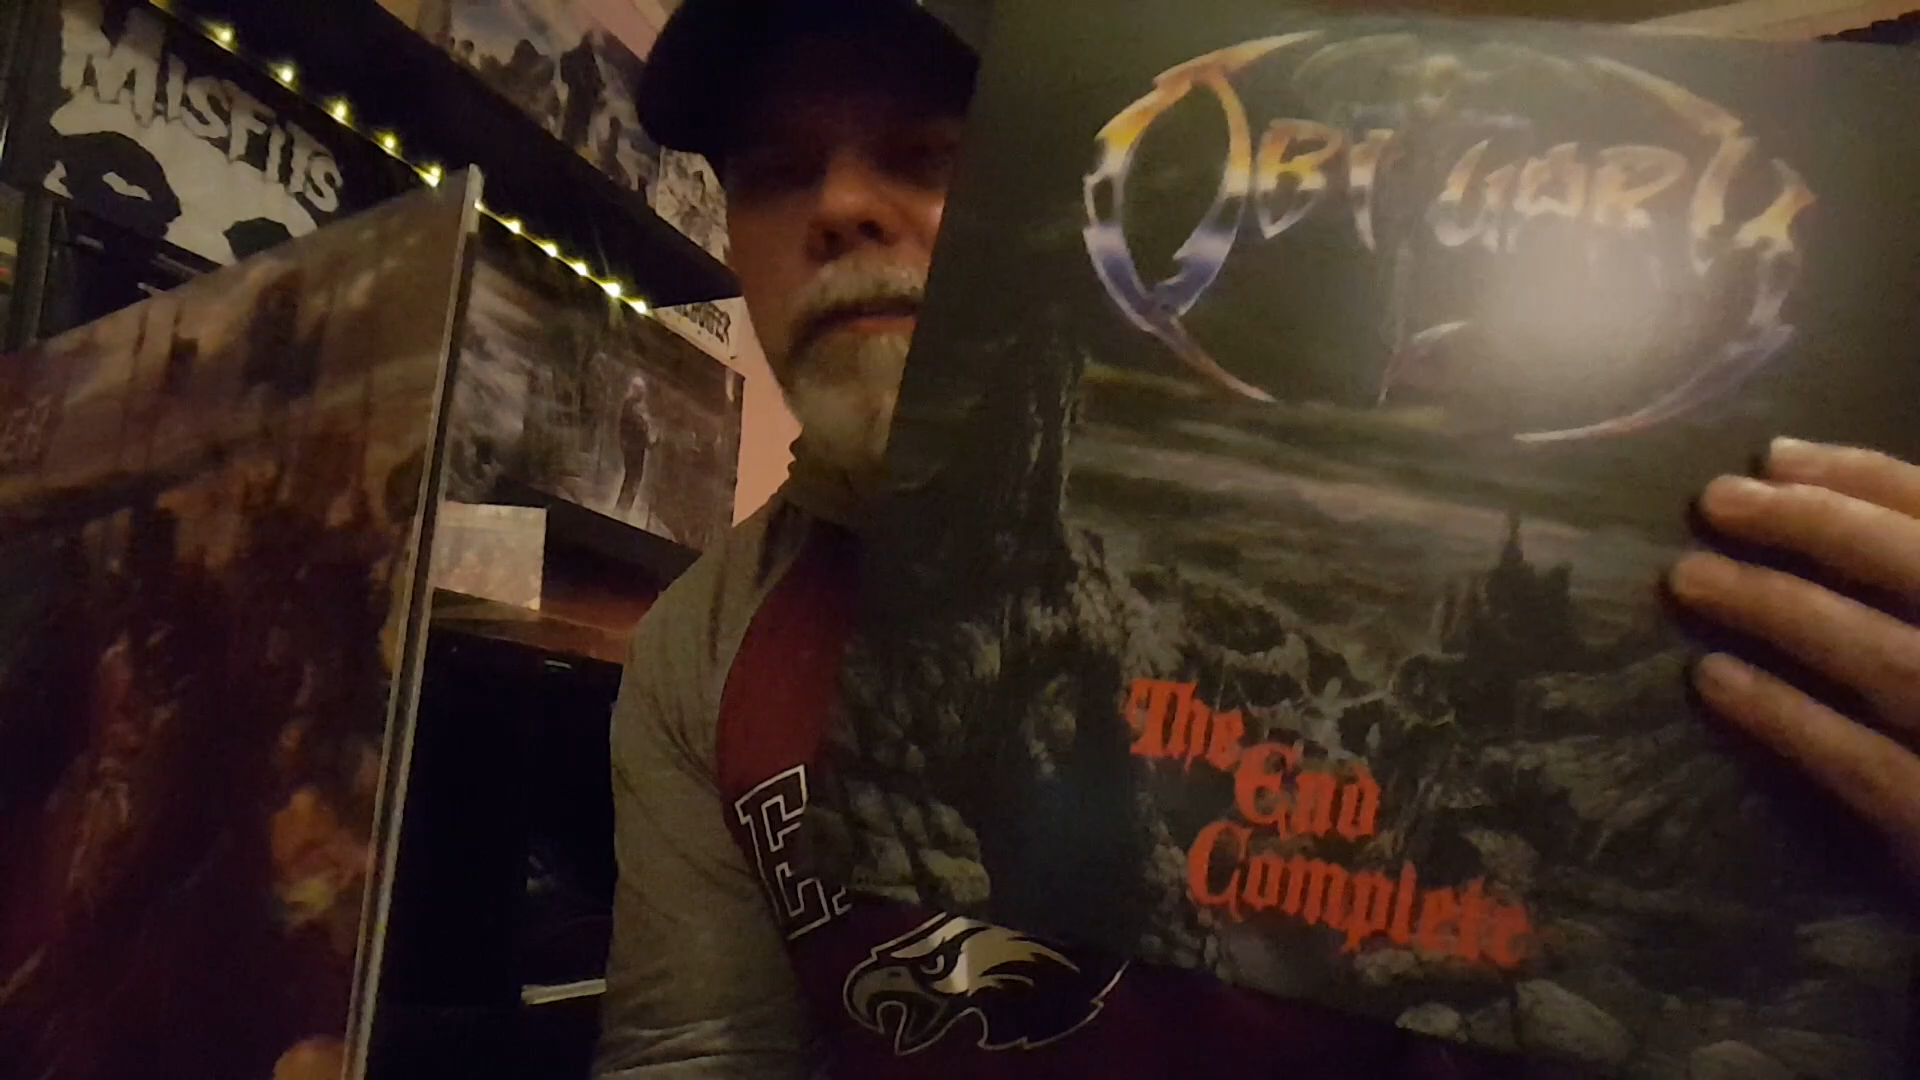 MISFITS
OBITUARY
The
End
Complete
E.